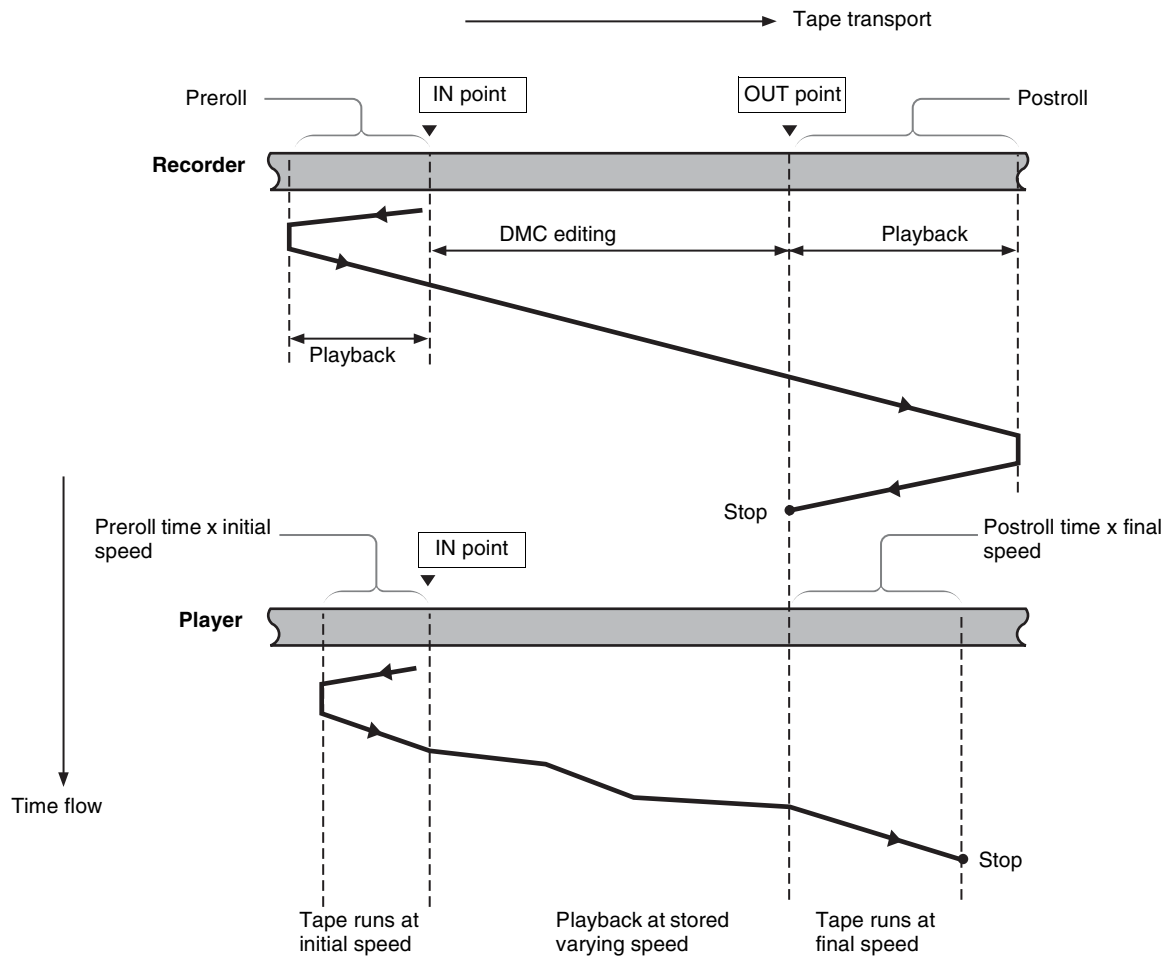 Tape transport
Preroll
IN point
OUT point
Postroll
Recorder
DMC editing
Playback
Playback
Stop
Preroll time x initial
speed
IN point
Postroll time x final
speed
Player
Time flow
Stop
Tape runs at
initial speed
Playback at stored
varying speed
Tape runs at
final speed